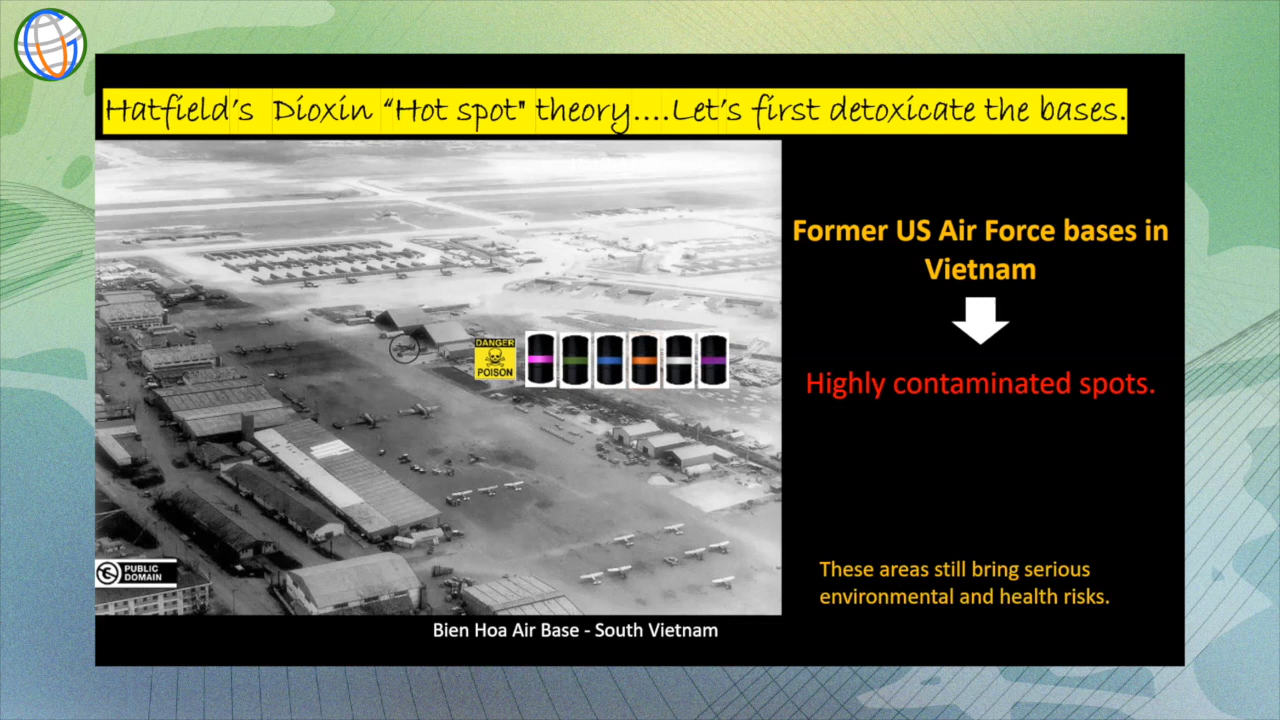 Hatfield's Dioxin “Hot spot" theory....Let's first detoxicate the bases.
Former US Air Force bases in
Vietnam
Highly contaminated spots.
DANGER
POISON
These areas still bring serious
environmental and health risks.
PUBLIC
DOMAIN
Bien Hoa Air Base - South Vietnam